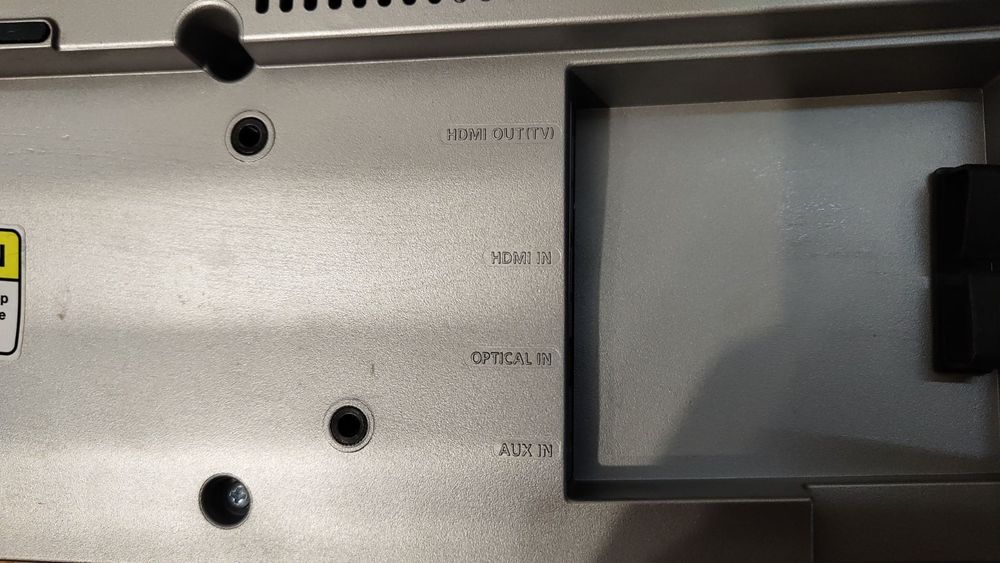 HDMI OUT(TV)
HDMI IN
OPTICAL IN
AUX IN
p
e